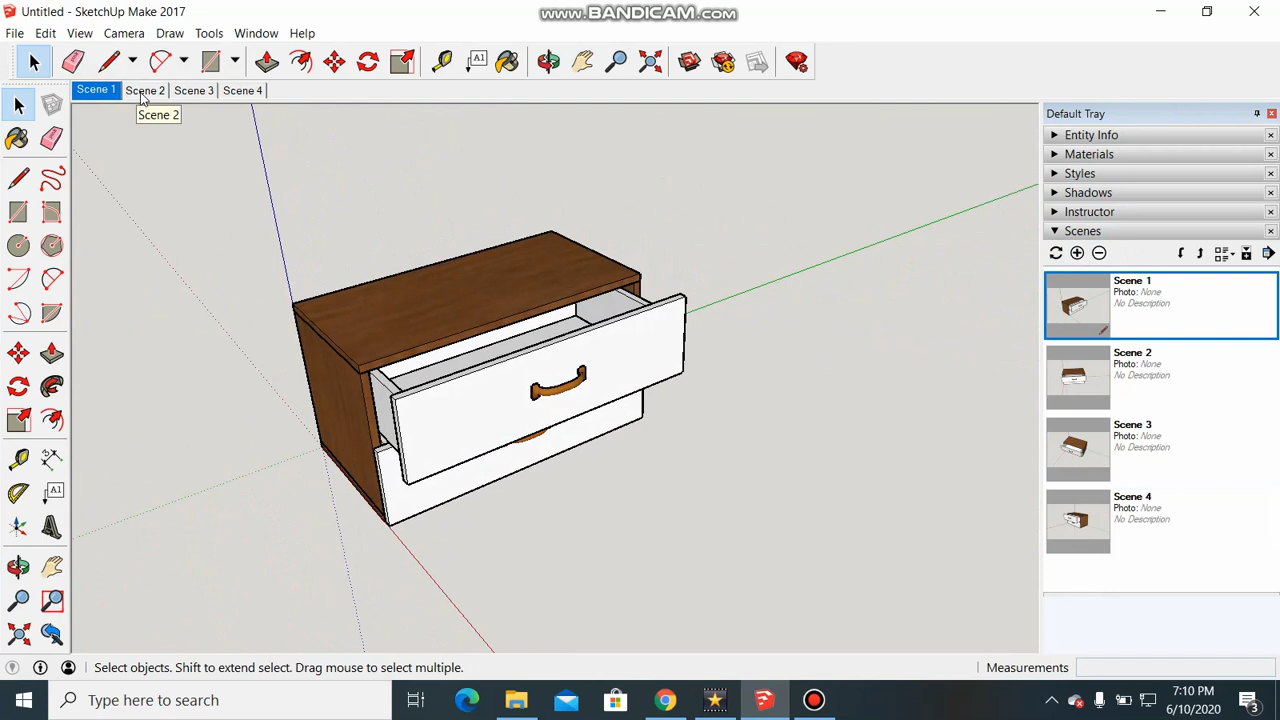 Untitled - SketchUp Make 2017
WWW.BANDICAM.COM
File Edit View Camera Draw Tools Window Help
A1
Scene 1 Scene 2 Scene 3 Scene 4
Scene 2
Default Tray
Entity Info
Materials
Styles
Shadows
Instructor
Scenes
Scene 1
Photo: None
No Description
Scene 2
Photo: None
No Description
Scene 3
Photo: None
No Description
Scene 4
Photo: None
No Description
A1
Select objects. Shift to extend select. Drag mouse to select multiple.
Measurements
Type here to search
7:10 PM
6/10/2020
3